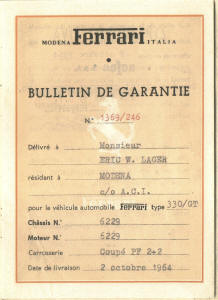 Ferrari
MODENA ITALIA
BULLETIN DE GARANTIE
N.° 1369/246
Délivré à Monsieur
ERIC W. LAGER
résidant à MODENA
c/o A.C.I.
pour le véhicule automobile Ferrari type 330/GT
Châssis N.° 6229
Moteur N.° 6229
Carrosserie Coupé PF 2+2
Date de livraison 2 octobre 1964